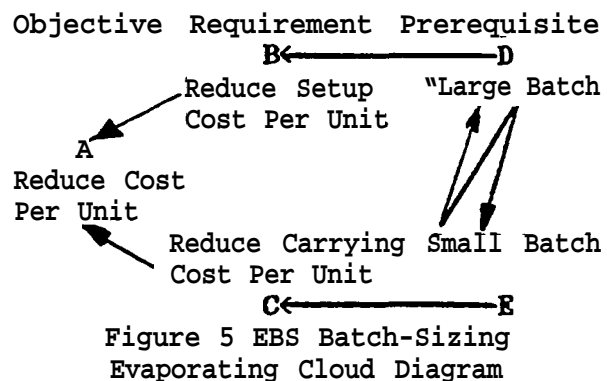 Objective Requirement Prerequisite
B D
Reduce Setup "Large Batch
Cost Per Unit
A
Reduce Cost
Per Unit
Reduce Carrying Small Batch
Cost Per Unit
C E
Figure 5 EBS Batch-Sizing
Evaporating Cloud Diagram